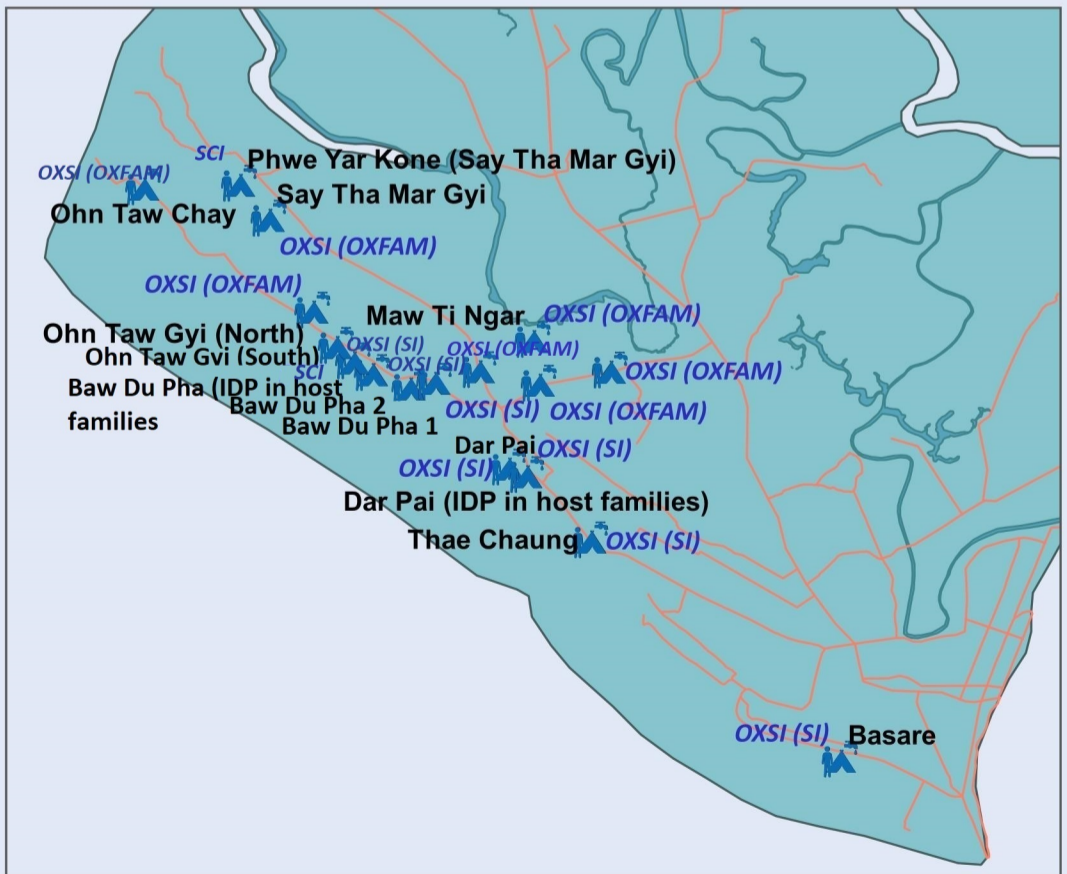 SCI
Phwe Yar Kone (Say Tha Mar Gyi)
OXSI (OXFAM)
Say Tha Mar Gyi
Ohn Taw Chay
OXSI (OXFAM)
OXSI (OXFAM)
Maw Ti Ngar
OXSI (OXFAM)
Ohn Taw Gyi (North)
OXSI (SI)
OXSI (OXFAM)
Ohn Taw Gvi (South)
OXSI (SI)
SCI
OXSI (OXFAM)
Baw Du Pha (IDP in host
families
Baw Du Pha 2
OXSI (SI)
OXSI (OXFAM)
Baw Du Pha 1
Dar Pai
OXSI (SI)
OXSI (SI)
Dar Pai (IDP in host families)
Thae Chaung
OXSI (SI)
OXSI (SI)
Basare